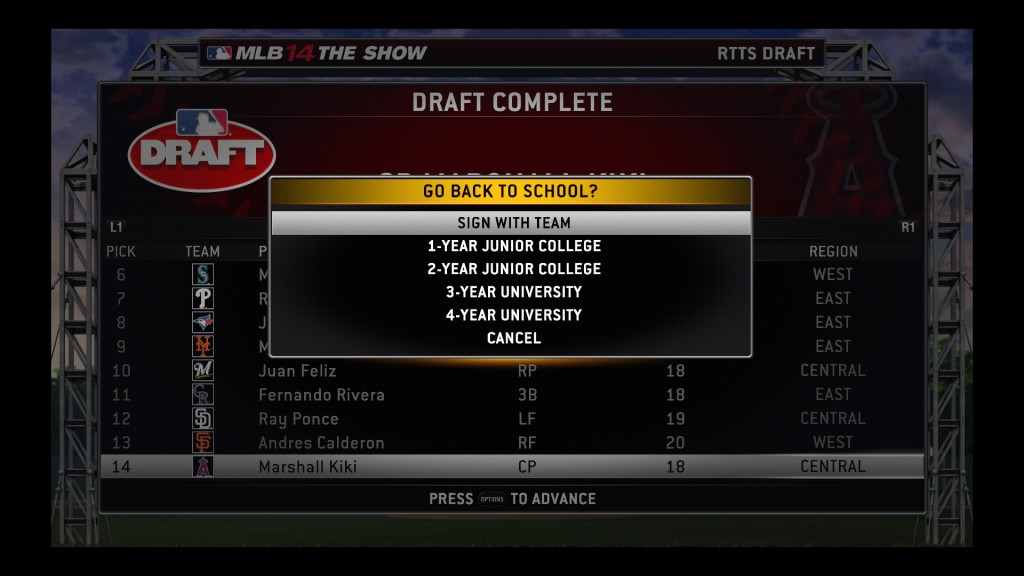 MLB 14 THE SHOW RTTS DRAFT
DRAFT COMPLETE
DRAFT
GO BACK TO SCHOOL?
SIGN WITH TEAM
1-YEAR JUNIOR COLLEGE
2-YEAR JUNIOR COLLEGE
3-YEAR UNIVERSITY
4-YEAR UNIVERSITY
CANCEL
L1 R1
PICK TEAM REGION
6 WEST
7 EAST
8 EAST
9 EAST
10 Juan Feliz RP 18 CENTRAL
11 Fernando Rivera 3B 18 EAST
12 Ray Ponce LF 19 CENTRAL
13 Andres Calderon RF 20 WEST
14 Marshall Kiki CP 18 CENTRAL
PRESS OPTIONS TO ADVANCE